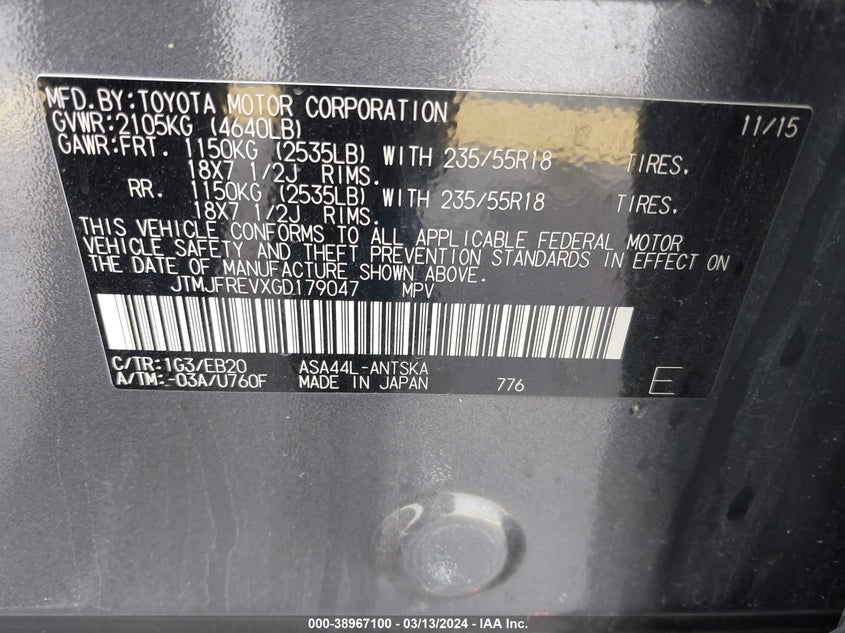 MFD.BY:TOYOTA MOTOR CORPORATION 11/15
GVWR:2105KG (4640LB)
GAWR:FRT. 1150KG (2535LB) WITH 235/55R18 TIRES,
18X7 1/2J RIMS.
RR. 1150KG (2535LB) WITH 235/55R18 TIRES,
18X7 1/2J RIMS.
THIS VEHICLE CONFORMS TO ALL APPLICABLE FEDERAL MOTOR
VEHICLE SAFETY AND THEFT PREVENTION STANDARDS IN EFFECT ON
THE DATE OF MANUFACTURE SHOWN ABOVE.
JTMJFREVXGD179047 MPV
C/TR:1G3/EB20 ASA44L-ANTSKA
A/TM:-03A/U760F MADE IN JAPAN 776 E
000-38967100 / 03/13/2024 - IAA Inc.